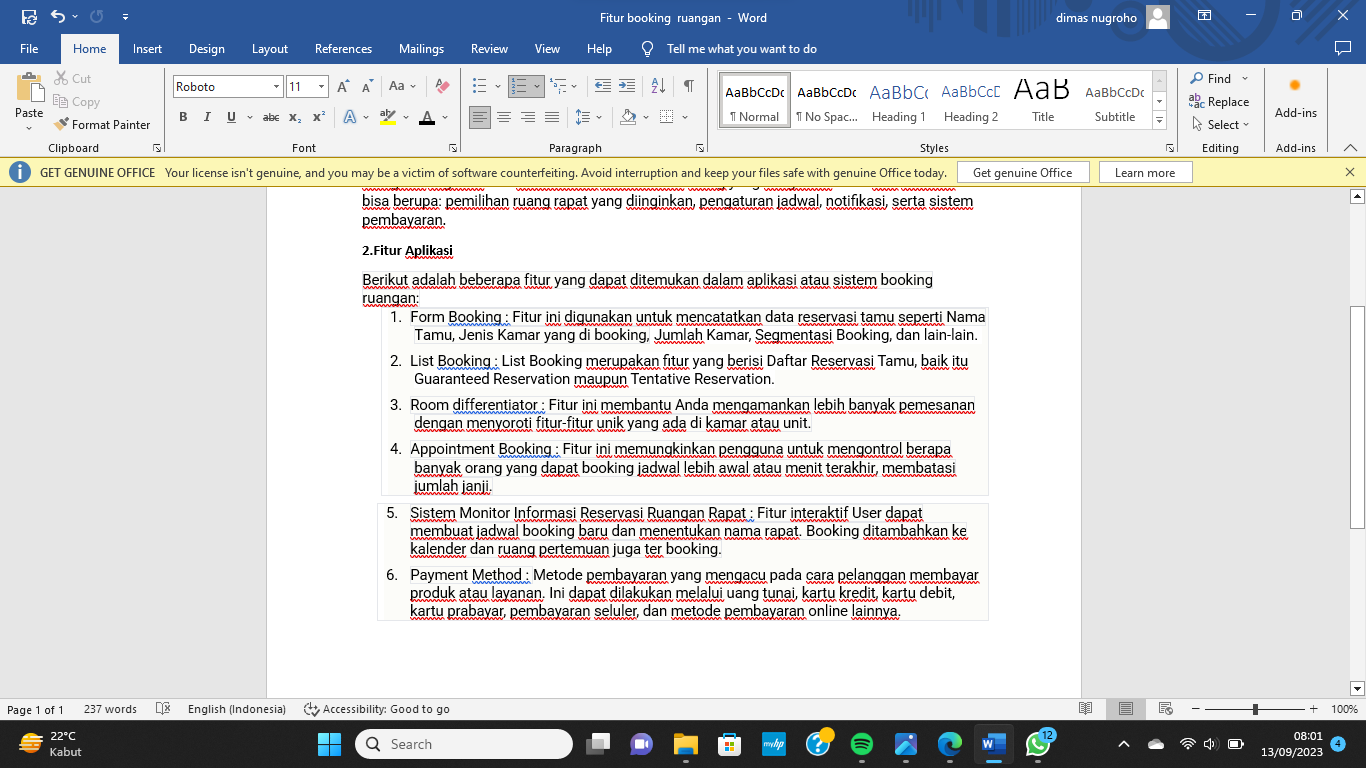 Fitur booking ruangan - Word
dimas nugroho
File Home Insert Design Layout References Mailings Review View Help Tell me what you want to do
Paste
Cut
Copy
Format Painter
Clipboard
Roboto 11
Font
Paragraph
AaBbCcDc AaBbCcDc AaBbCc AaBbCcD AaB AaBbCcDc
¶ Normal ¶ No Spac... Heading 1 Heading 2 Title Subtitle
Styles
Find
Replace
Select
Editing
Add-ins
Add-ins
GET GENUINE OFFICE Your license isn't genuine, and you may be a victim of software counterfeiting. Avoid interruption and keep your files safe with genuine Office today. Get genuine Office Learn more
bisa berupa: pemilihan ruang rapat yang diinginkan, pengaturan jadwal, notifikasi, serta sistem
pembayaran.
2.Fitur Aplikasi
Berikut adalah beberapa fitur yang dapat ditemukan dalam aplikasi atau sistem booking
ruangan:
1. Form Booking : Fitur ini digunakan untuk mencatatkan data reservasi tamu seperti Nama
Tamu, Jenis Kamar yang di booking, Jumlah Kamar, Segmentasi Booking, dan lain-lain.
2. List Booking : List Booking merupakan fitur yang berisi Daftar Reservasi Tamu, baik itu
Guaranteed Reservation maupun Tentative Reservation.
3. Room differentiator : Fitur ini membantu Anda mengamankan lebih banyak pemesanan
dengan menyoroti fitur-fitur unik yang ada di kamar atau unit.
4. Appointment Booking : Fitur ini memungkinkan pengguna untuk mengontrol berapa
banyak orang yang dapat booking jadwal lebih awal atau menit terakhir, membatasi
jumlah janji.
5. Sistem Monitor Informasi Reservasi Ruangan Rapat : Fitur interaktif User dapat
membuat jadwal booking baru dan menentukan nama rapat. Booking ditambahkan ke
kalender dan ruang pertemuan juga ter booking.
6. Payment Method : Metode pembayaran yang mengacu pada cara pelanggan membayar
produk atau layanan. Ini dapat dilakukan melalui uang tunai, kartu kredit, kartu debit,
kartu prabayar, pembayaran seluler, dan metode pembayaran online lainnya.
Page 1 of 1 237 words English (Indonesia) Accessibility: Good to go 100%
22°C
Kabut
Search
myhp
12
08:01
13/09/2023
4